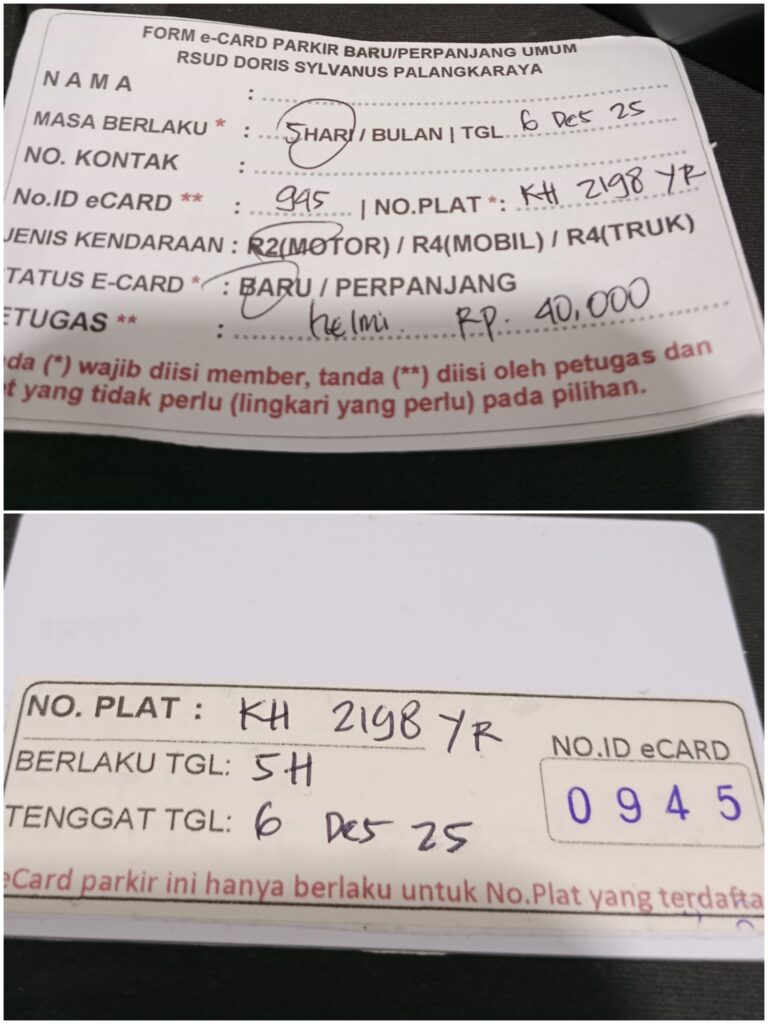 FORM e-CARD PARKIR BARU/PERPANJANG UMUM
RSUD DORIS SYLVANUS PALANGKARAYA
NAMA :
MASA BERLAKU * : 5 HARI / BULAN | TGL 6 Des 25
NO. KONTAK :
No.ID eCARD ** : 945 | NO.PLAT *: KH 2198 YR
JENIS KENDARAAN : R2(MOTOR) / R4(MOBIL) / R4(TRUK)
TATUS E-CARD * : BARU / PERPANJANG
ETUGAS ** : helmi. RP. 40,000
da (*) wajib diisi member, tanda (**) diisi oleh petugas dan
t yang tidak perlu (lingkari yang perlu) pada pilihan.
NO. PLAT : KH 2198 YR
BERLAKU TGL: 5H
TENGGAT TGL: 6 Des 25
NO.ID eCARD
0945
eCard parkir ini hanya berlaku untuk No.Plat yang terdafta